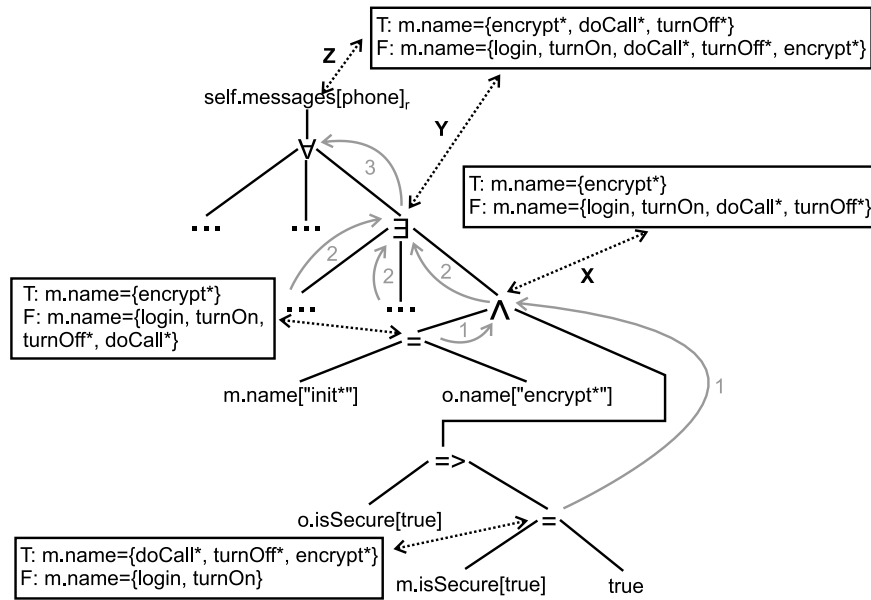 T: m.name={encrypt*, doCall*, turnOff*}
F: m.name={login, turnOn, doCall*, turnOff*, encrypt*}
Z
self.messages[phone]r
Y
∀
3
T: m.name={encrypt*}
F: m.name={login, turnOn, doCall*, turnOff*}
... ...
∃
2 2 2
X
T: m.name={encrypt*}
F: m.name={login, turnOn,
turnOff*, doCall*}
... ...
∧
= 1
m.name["init*"] o.name["encrypt*"]
1
=>
o.isSecure[true] =
T: m.name={doCall*, turnOff*, encrypt*}
F: m.name={login, turnOn}
m.isSecure[true] true